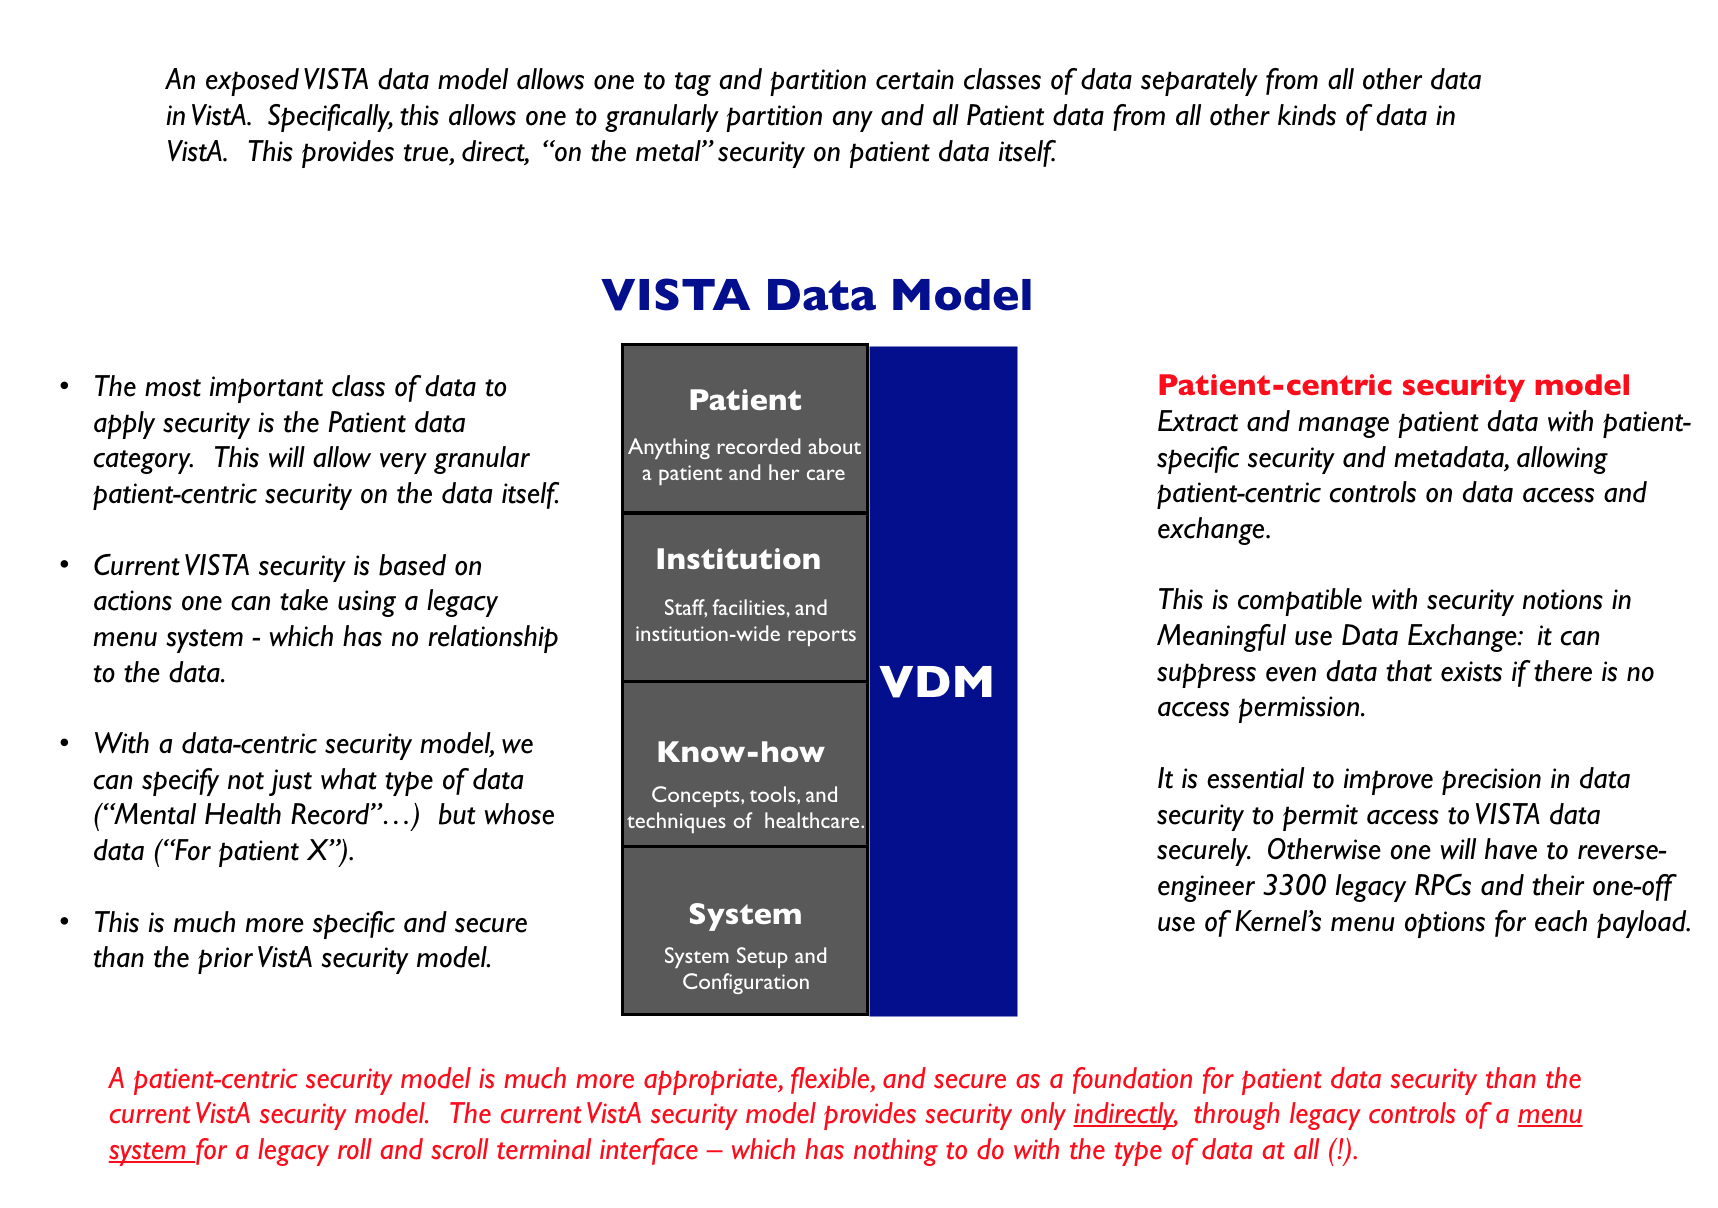 An exposed VISTA data model allows one to tag and partition certain classes of data separately from all other data
in VistA.  Specifically, this allows one to granularly partition any and all Patient data from all other kinds of data in
VistA.   This provides true, direct,  “on the metal” security on patient data itself.
VISTA Data Model
• The most important class of data to
apply security is the Patient data
category.   This will allow very granular
patient-centric security on the data itself.
• Current VISTA security is based on
actions one can take using a legacy
menu system - which has no relationship
to the data.
• With a data-centric security model, we
can specify not just what type of data
(“Mental Health Record”…)  but whose
data (“For patient X”).
• This is much more specific and secure
than the prior VistA security model.
Patient
Anything recorded about
a patient and her care
Institution
Staff, facilities, and
institution-wide reports
Know-how
Concepts, tools, and
techniques of  healthcare.
System
System Setup and
Configuration
VDM
Patient-centric security model
Extract and manage patient data with patient-
specific security and metadata, allowing
patient-centric controls on data access and
exchange.
This is compatible with security notions in
Meaningful use Data Exchange:  it can
suppress even data that exists if there is no
access permission.
It is essential to improve precision in data
security to permit access to VISTA data
securely.  Otherwise one will have to reverse-
engineer 3300 legacy RPCs and their one-off
use of Kernel’s menu options for each payload.
A patient-centric security model is much more appropriate, flexible, and secure as a foundation for patient data security than the
current VistA security model.   The current VistA security model provides security only indirectly,  through legacy controls of a menu
system for a legacy roll and scroll terminal interface – which has nothing to do with the type of data at all (!).